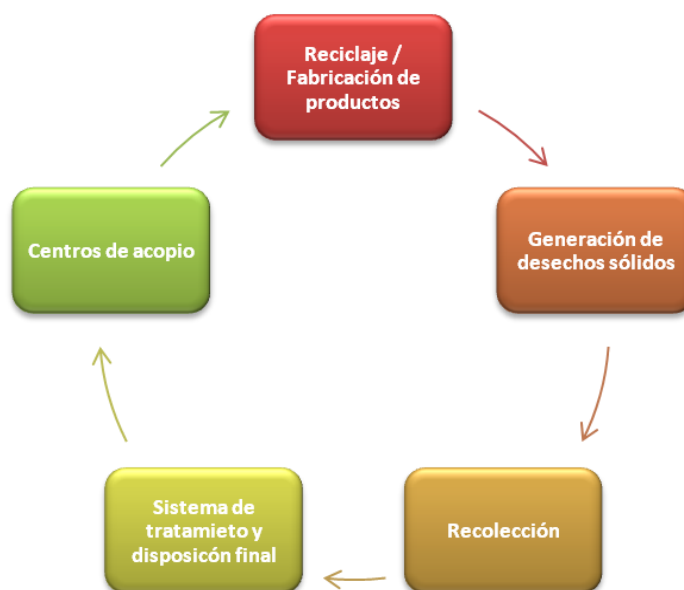 Reciclaje /
Fabricación de
productos
Generación de
desechos sólidos
Recolección
Sistema de
tratamieto y
disposicón final
Centros de acopio